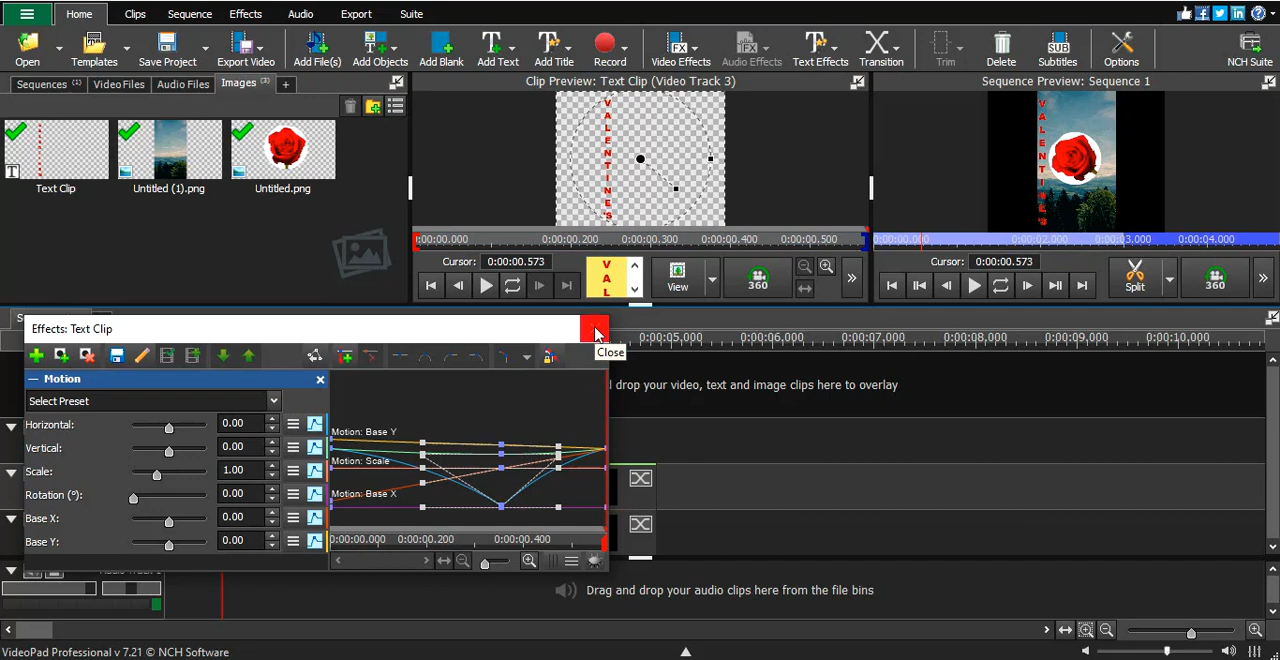 Home Clips Sequence Effects Audio Export Suite
Open Templates Save Project Export Video Add File(s) Add Objects Add Blank Add Text Add Title Record Video Effects Audio Effects Text Effects Transition Trim Delete Subtitles Options NCH Suite
Sequences (1) Video Files Audio Files Images (3) +
Clip Preview: Text Clip (Video Track 3)
Sequence Preview: Sequence 1
Text Clip Untitled (1).png Untitled.png
VALENTINE'S
VALENTINE'S
0:00:00.000 0:00:00.200 0:00:00.300 0:00:00.400 0:00:00.500
0:00:00.000 0:00:02.000 0:00:03.000 0:00:04.000
Cursor: 0:00:00.573
Cursor: 0:00:00.573
V
A
L
View 360 Split 360
Effects: Text Clip
Close
0:00:05,000 0:00:06.000 0:00:07.000 0:00:08.000 0:00:09.000 0:00:10.000
Motion
Select Preset
Horizontal: 0.00
Vertical: 0.00
Scale: 1.00
Rotation (º): 0.00
Base X: 0.00
Base Y: 0.00
Motion: Base Y
Motion: Scale
Motion: Base X
0:00:00.000 0:00:00.200 0:00:00.400
drop your video, text and image clips here to overlay
Drag and drop your audio clips here from the file bins
VideoPad Professional v 7.21 © NCH Software